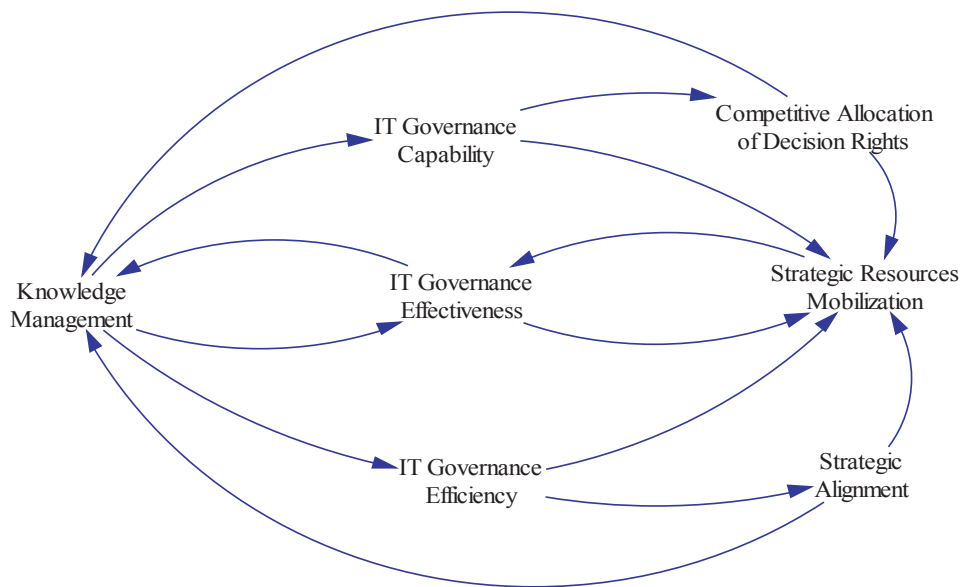 Competitive Allocation
of Decision Rights
IT Governance
Capability
Knowledge
Management
IT Governance
Effectiveness
Strategic Resources
Mobilization
IT Governance
Efficiency
Strategic
Alignment